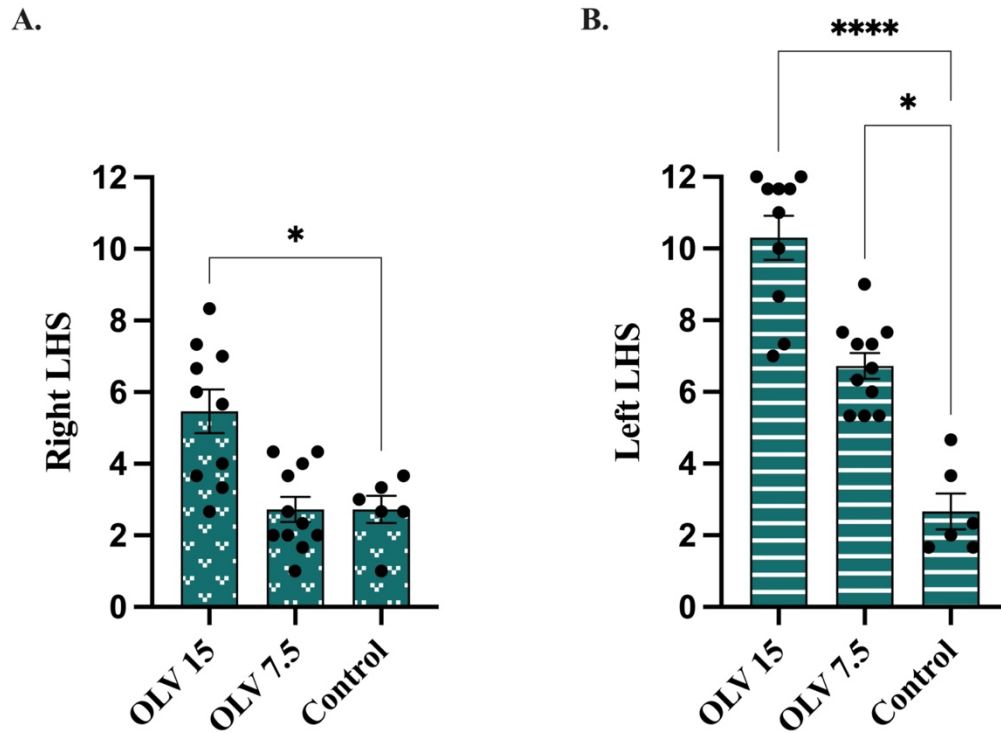 A.
Right LHS
12
10
8
6
4
2
0
*
OLV 15
OLV 7.5
Control
B.
Left LHS
12
10
8
6
4
2
0
****
*
OLV 15
OLV 7.5
Control